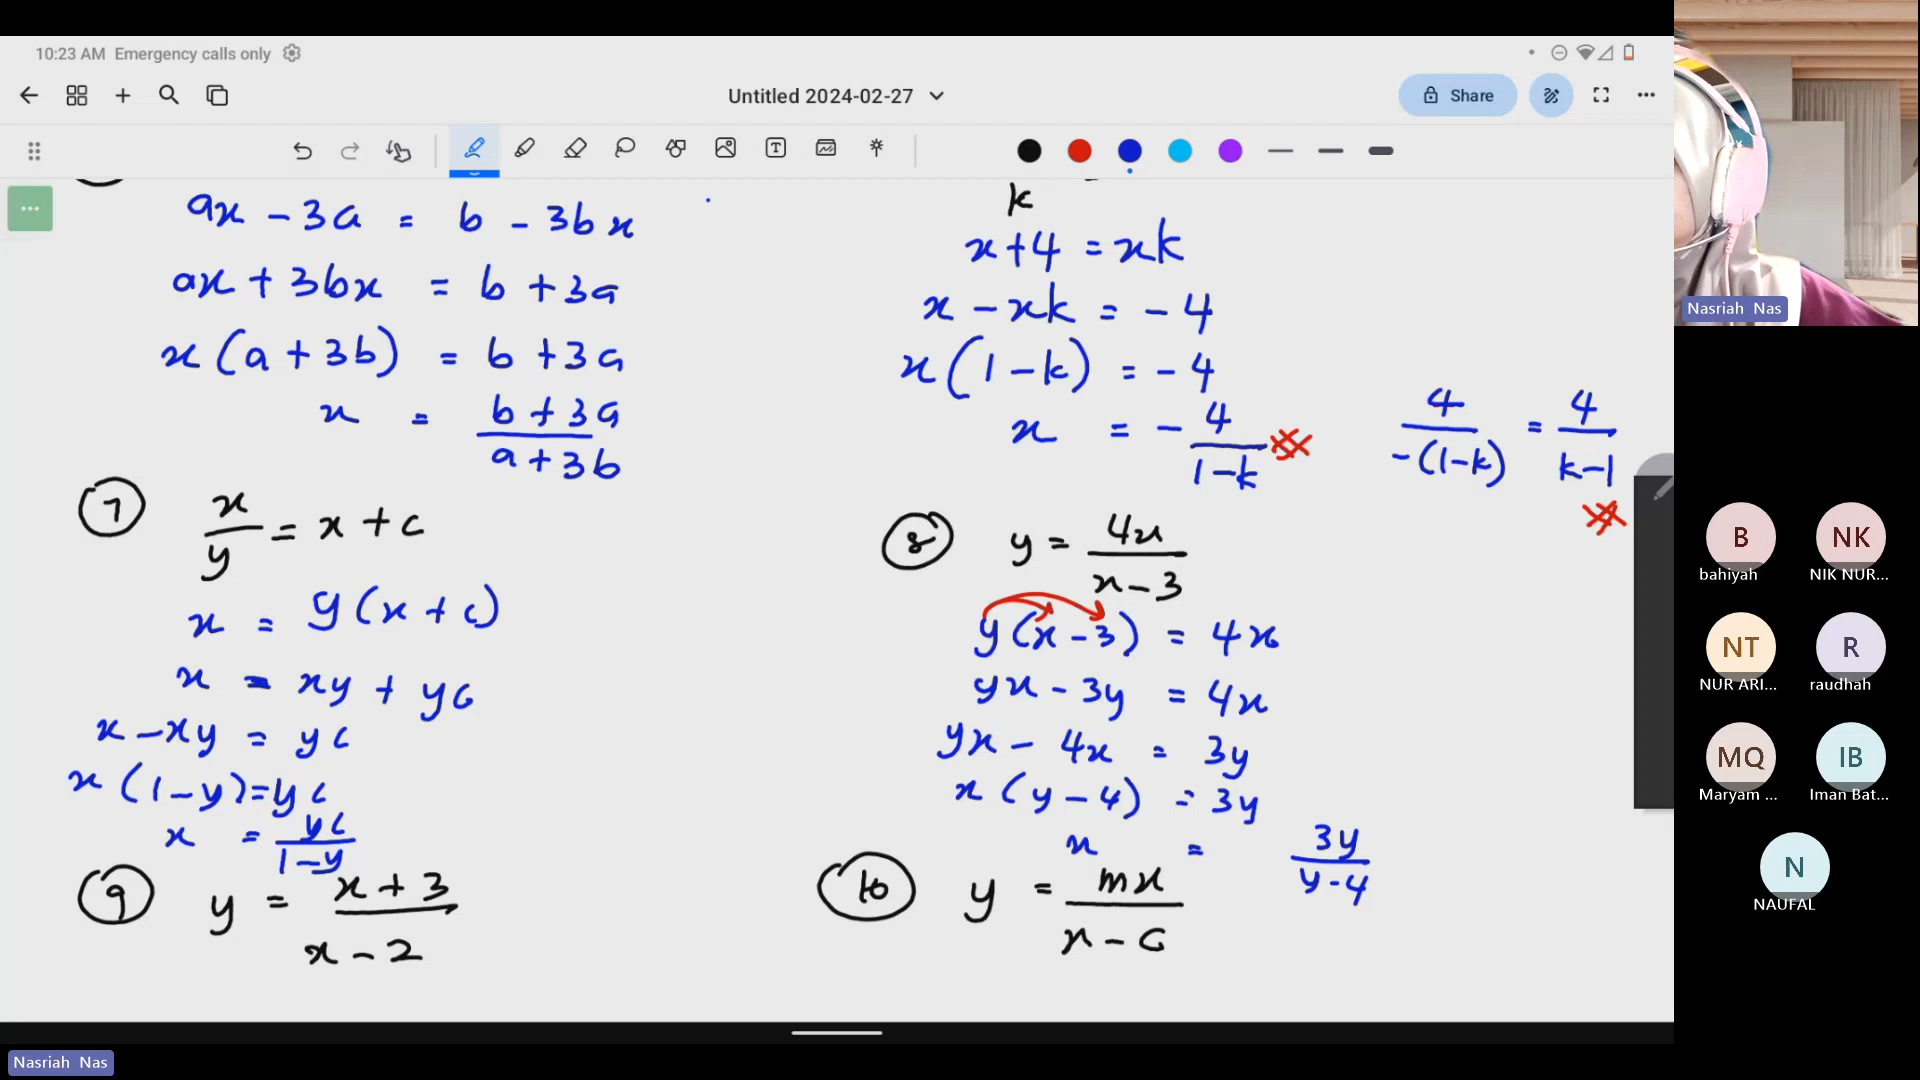 10:23 AM Emergency calls only
Untitled 2024-02-27
Share
ax - 3a = b - 3bx
ax + 3bx = b + 3a
x(a + 3b) = b + 3a
x = b + 3a / a + 3b
k
x + 4 = xk
x - xk = - 4
x(1 - k) = - 4
x = - 4 / 1 - k
4 / -(1-k) = 4 / k-1
7 x / y = x + c
x = y(x + c)
x = xy + yc
x - xy = yc
x(1 - y) = yc
x = yc / 1 - y
8 y = 4x / x - 3
y(x - 3) = 4x
yx - 3y = 4x
yx - 4x = 3y
x(y - 4) = 3y
x = 3y / y - 4
9 y = x + 3 / x - 2
10 y = mx / x - c
Nasriah Nas
B
bahiyah
NK
NIK NUR...
NT
NUR ARI...
R
raudhah
MQ
Maryam ...
IB
Iman Bat...
N
NAUFAL
Nasriah Nas